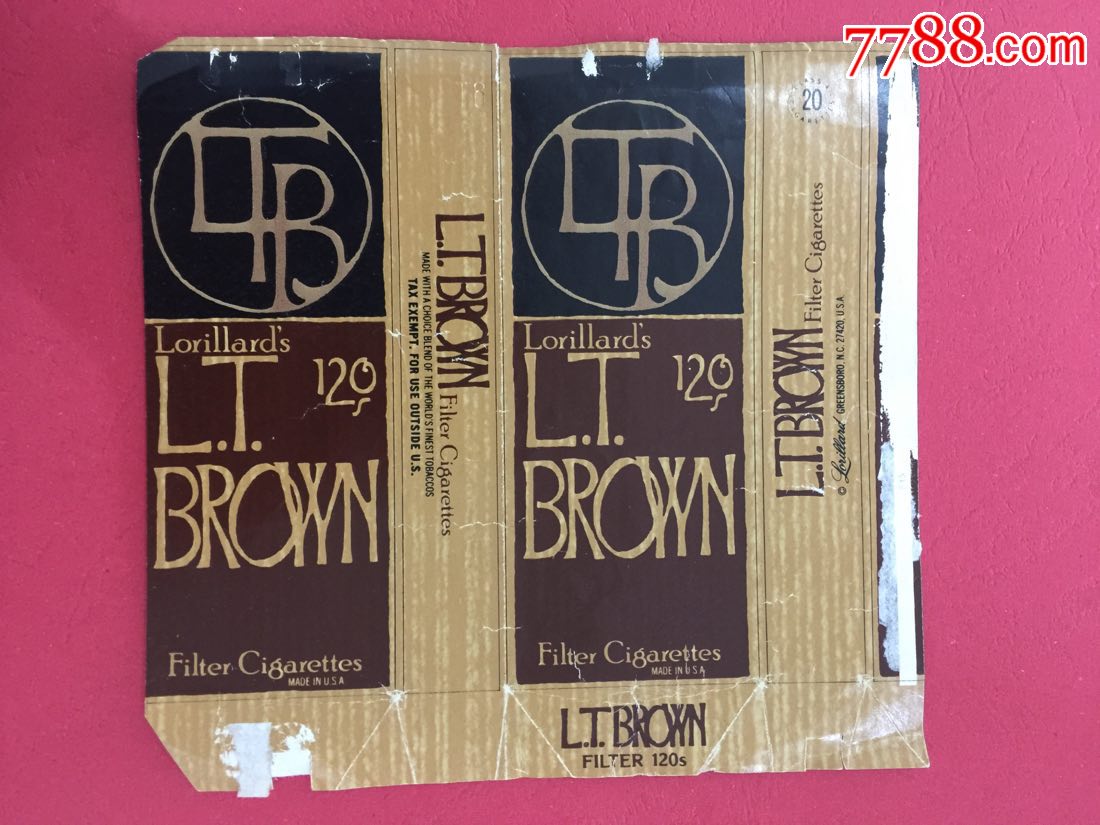 7788.com
LTB
Lorillard's
120s
L.T.
BROWN
Filter Cigarettes
MADE IN U.S.A
L.T. BROWN Filter Cigarettes
MADE WITH A CHOICE BLEND OF THE WORLD'S FINEST TOBACCOS
TAX EXEMPT. FOR USE OUTSIDE U.S.
LTB
Lorillard's
120s
L.T.
BROWN
Filter Cigarettes
MADE IN U.S.A
L.T. BROWN
FILTER 120s
20
L.T. BROWN Filter Cigarettes
© Lorillard GREENSBORO, N.C. 27420, U.S.A.